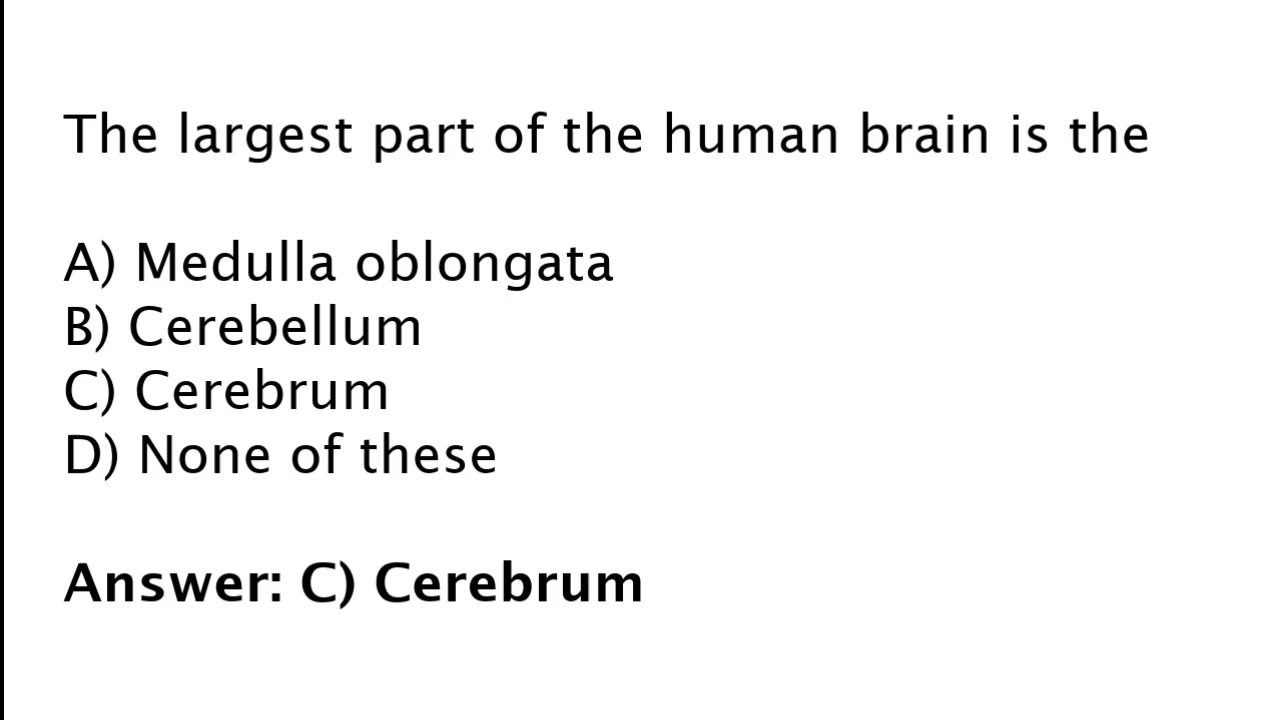 The largest part of the human brain is the
A) Medulla oblongata
B) Cerebellum
C) Cerebrum
D) None of these
Answer: C) Cerebrum